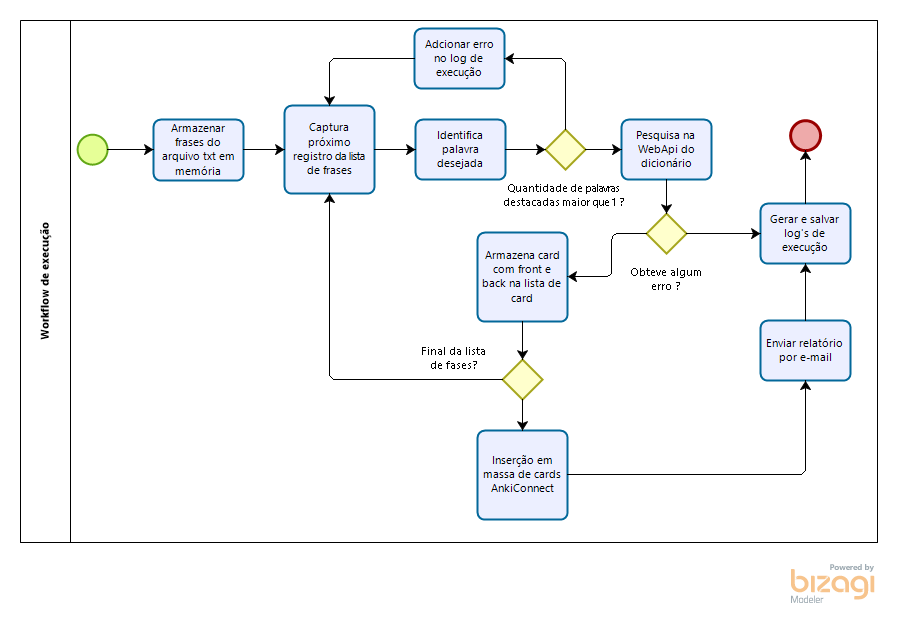 Workflow de execução
Adcionar erro
no log de
execução
Armazenar
frases do
arquivo txt em
memória
Captura
próximo
registro da lista
de frases
Identifica
palavra
desejada
Pesquisa na
WebApi do
dicionário
Quantidade de palavras
destacadas maior que 1 ?
Gerar e salvar
log's de
execução
Armazena card
com front e
back na lista de
card
Obteve algum
erro ?
Enviar relatório
por e-mail
Final da lista
de fases?
Inserção em
massa de cards
AnkiConnect
Powered by
bizagi
Modeler